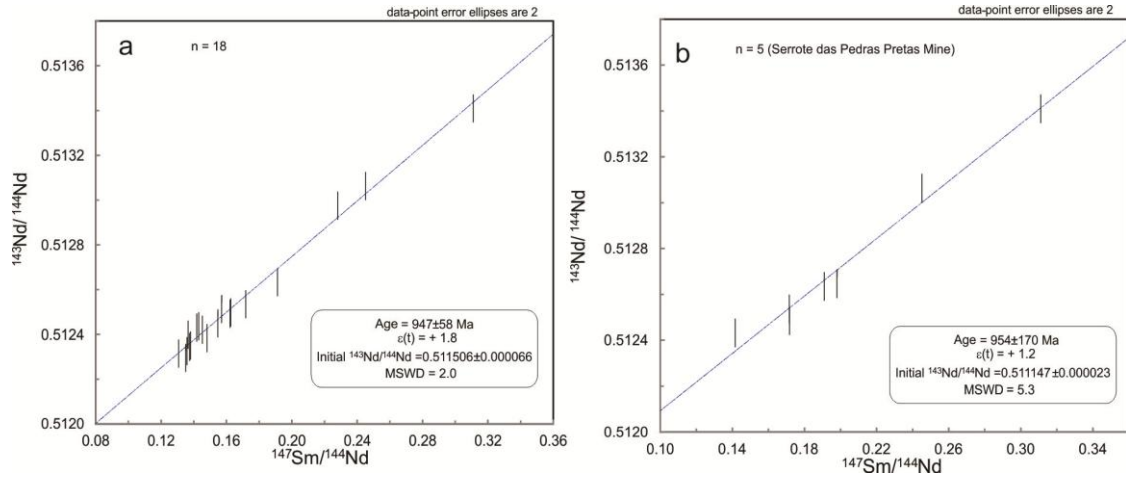 data-point error ellipses are 2
a
n = 18
0.5136
0.5132
0.5128
0.5124
0.5120
¹⁴³Nd/¹⁴⁴Nd
Age = 947±58 Ma
ε(t) = + 1.8
Initial ¹⁴³Nd/¹⁴⁴Nd =0.511506±0.000066
MSWD = 2.0
0.08 0.12 0.16 0.20 0.24 0.28 0.32 0.36
¹⁴⁷Sm/¹⁴⁴Nd
data-point error ellipses are 2
b
n = 5 (Serrote das Pedras Pretas Mine)
0.5136
0.5132
0.5128
0.5124
0.5120
¹⁴³Nd/¹⁴⁴Nd
Age = 954±170 Ma
ε(t) = + 1.2
Initial ¹⁴³Nd/¹⁴⁴Nd =0.511147±0.000023
MSWD = 5.3
0.10 0.14 0.18 0.22 0.26 0.30 0.34
¹⁴⁷Sm/¹⁴⁴Nd